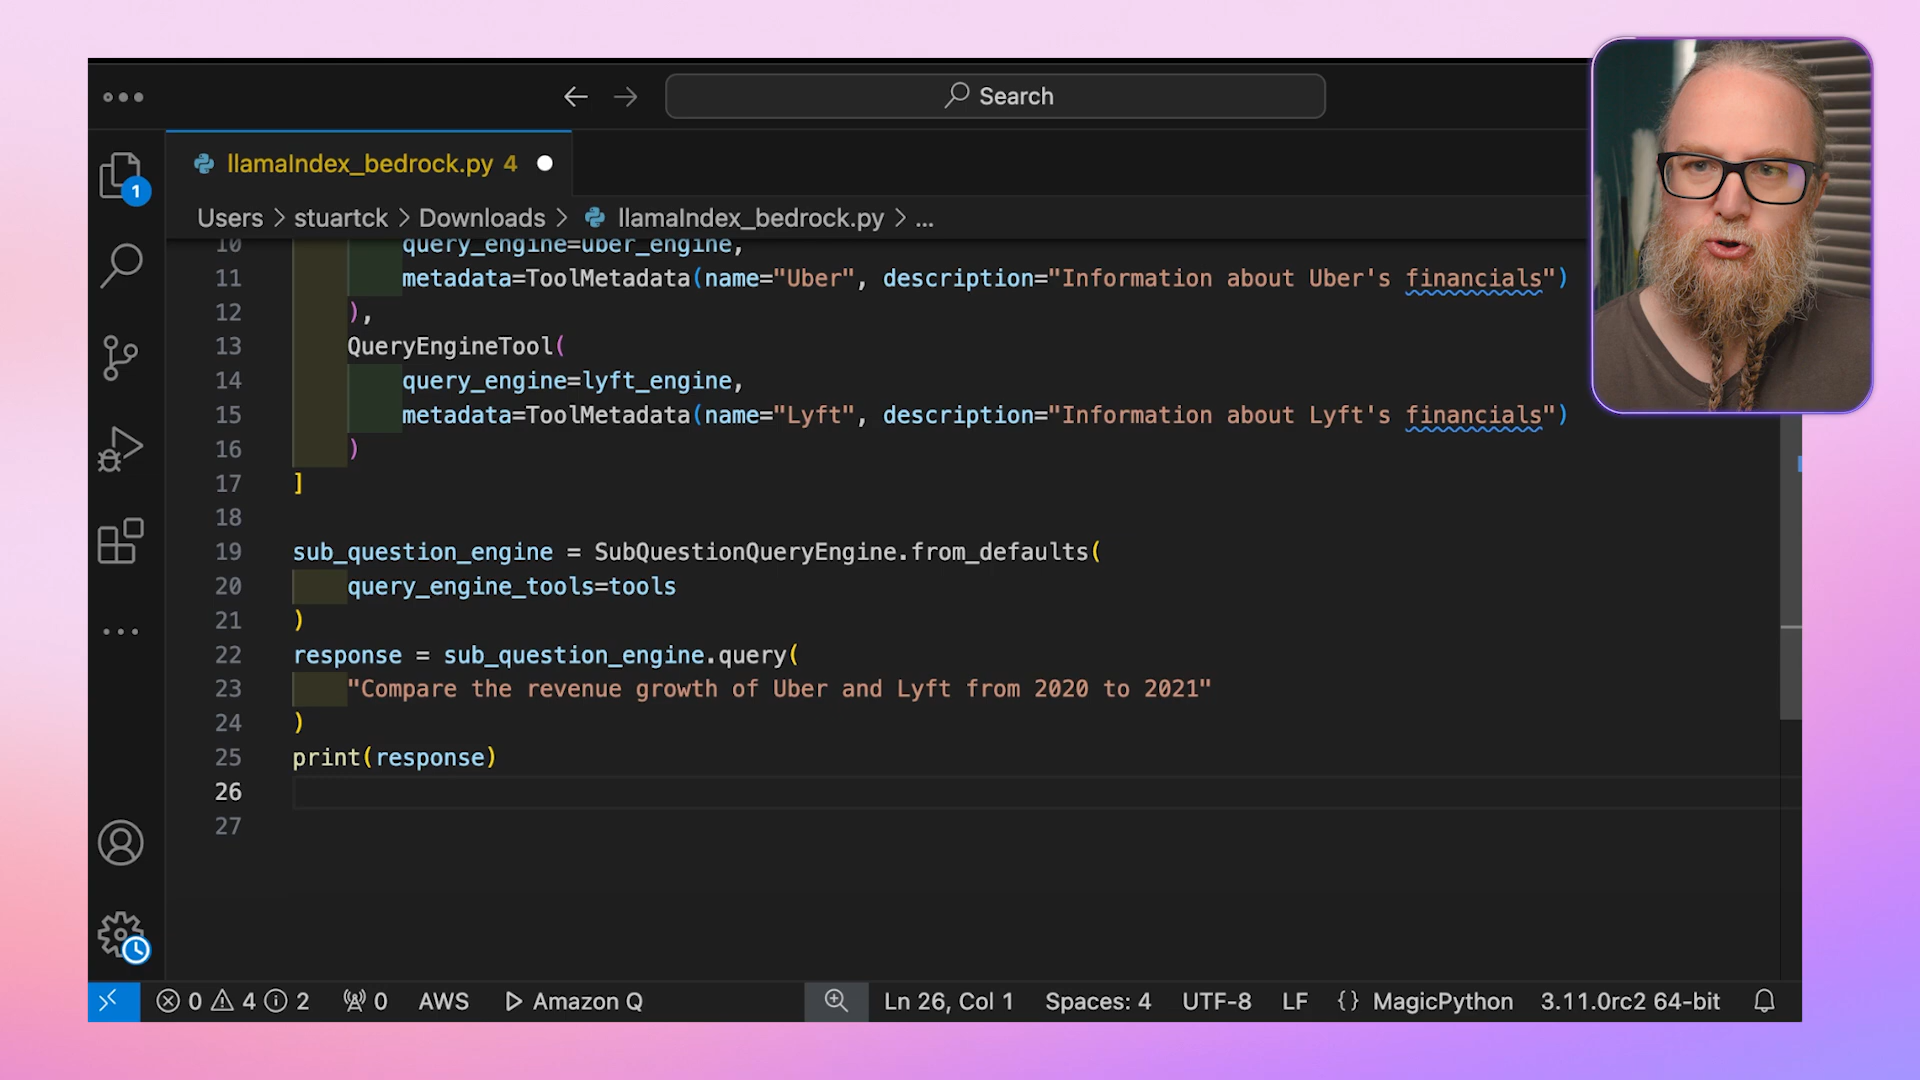 Search
llamaIndex_bedrock.py 4
1
Users > stuartck > Downloads > llamaIndex_bedrock.py > ...
10 query_engine=uber_engine,
11 metadata=ToolMetadata(name="Uber", description="Information about Uber's financials")
12 ),
13 QueryEngineTool(
14 query_engine=lyft_engine,
15 metadata=ToolMetadata(name="Lyft", description="Information about Lyft's financials")
16 )
17 ]
18
19 sub_question_engine = SubQuestionQueryEngine.from_defaults(
20 query_engine_tools=tools
21 )
22 response = sub_question_engine.query(
23 "Compare the revenue growth of Uber and Lyft from 2020 to 2021"
24 )
25 print(response)
26
27
0 4 2 0 AWS Amazon Q Ln 26, Col 1 Spaces: 4 UTF-8 LF {} MagicPython 3.11.0rc2 64-bit